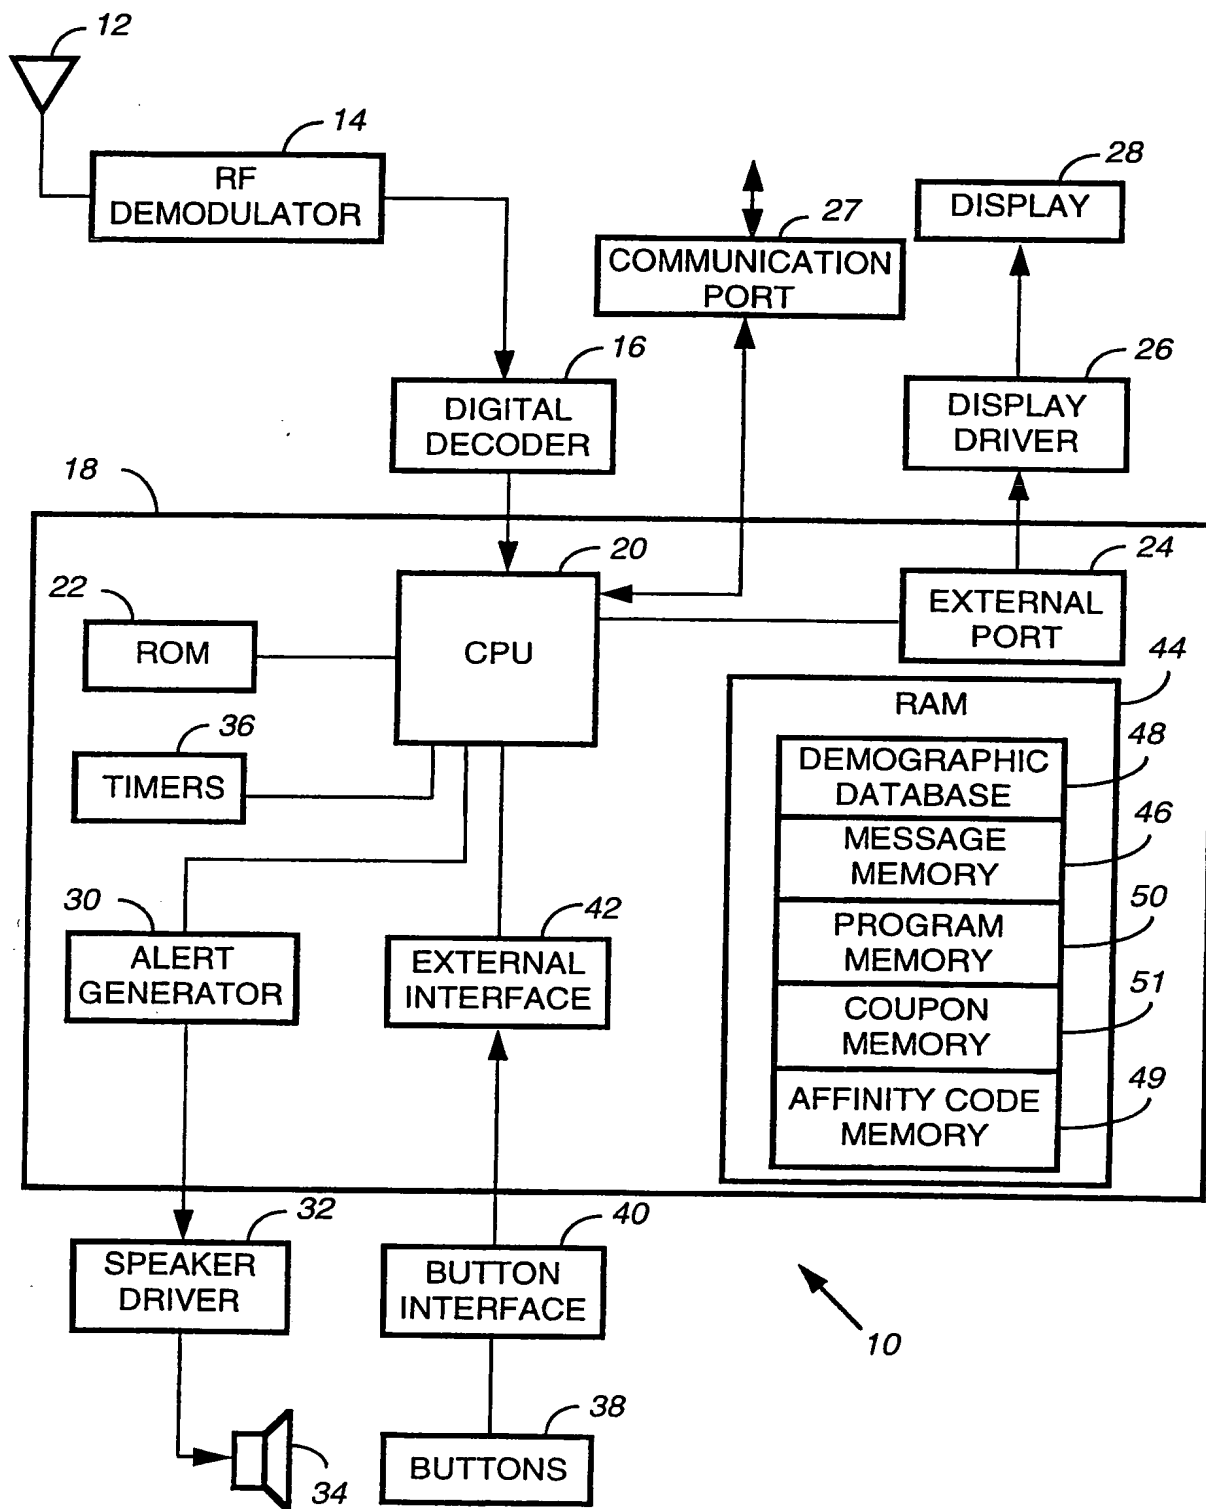 12
14
RF
DEMODULATOR
28
DISPLAY
27
COMMUNICATION
PORT
16
DIGITAL
DECODER
26
DISPLAY
DRIVER
18
20
CPU
24
EXTERNAL
PORT
22
ROM
44
RAM
36
TIMERS
48
DEMOGRAPHIC
DATABASE
46
MESSAGE
MEMORY
50
PROGRAM
MEMORY
51
COUPON
MEMORY
49
AFFINITY CODE
MEMORY
30
ALERT
GENERATOR
42
EXTERNAL
INTERFACE
32
SPEAKER
DRIVER
40
BUTTON
INTERFACE
10
34
38
BUTTONS